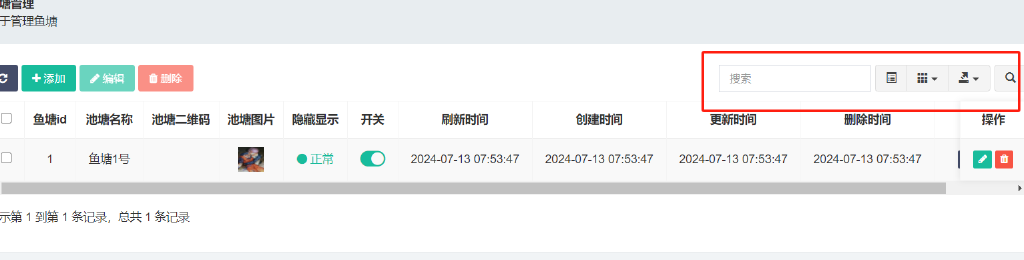 塘管理
于管理鱼塘
添加 编辑 删除 搜索
鱼塘id 池塘名称 池塘二维码 池塘图片 隐藏显示 开关 刷新时间 创建时间 更新时间 删除时间 操作
1 鱼塘1号 正常 2024-07-13 07:53:47 2024-07-13 07:53:47 2024-07-13 07:53:47 2024-07-13 07:53:47
示第 1 到第 1 条记录，总共 1 条记录